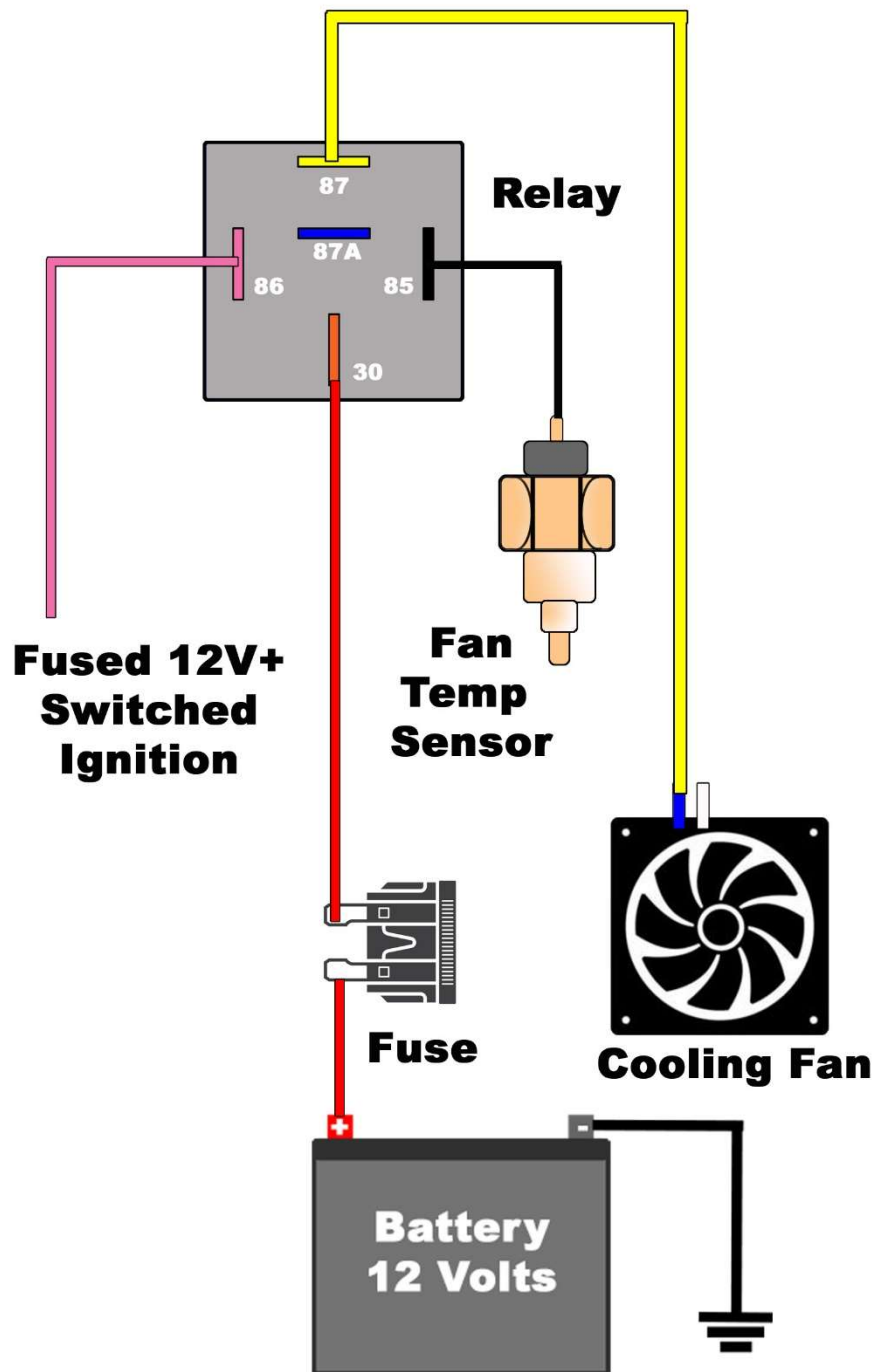 87
Relay
87A
86
85
30
Fused 12V+
Switched
Ignition
Fan
Temp
Sensor
Fuse
Cooling Fan
+
-
Battery
12 Volts